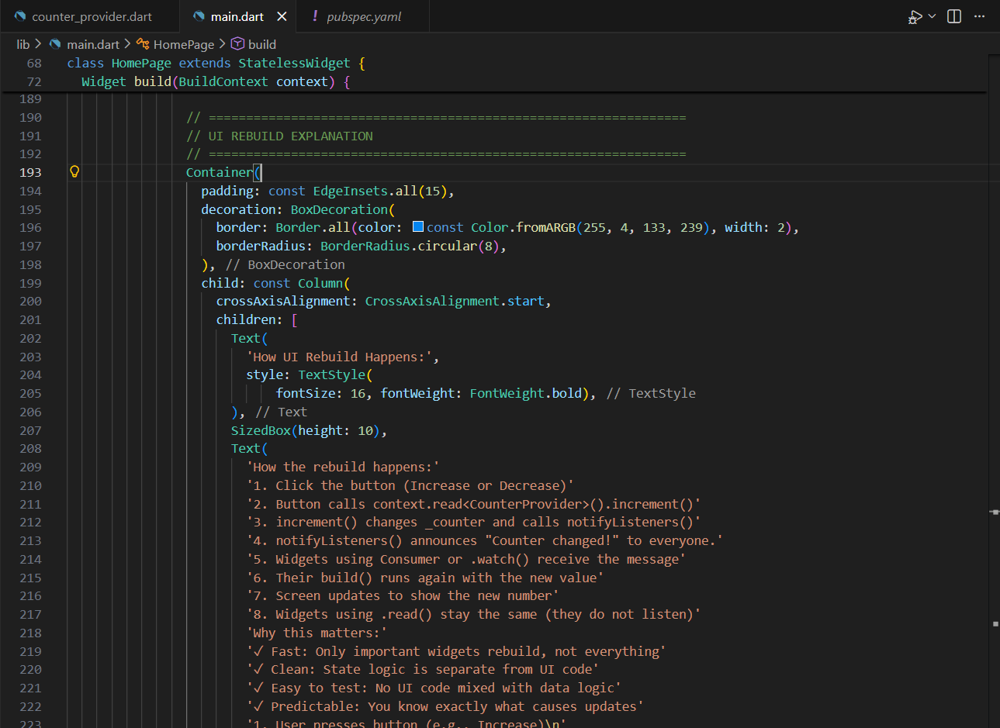 counter_provider.dart main.dart ! pubspec.yaml
lib main.dart HomePage build
68 class HomePage extends StatelessWidget {
72 Widget build(BuildContext context) {
189
190 // ================================================================
191 // UI REBUILD EXPLANATION
192 // ================================================================
193 Container(
194 padding: const EdgeInsets.all(15),
195 decoration: BoxDecoration(
196 border: Border.all(color: const Color.fromARGB(255, 4, 133, 239), width: 2),
197 borderRadius: BorderRadius.circular(8),
198 ), // BoxDecoration
199 child: const Column(
200 crossAxisAlignment: CrossAxisAlignment.start,
201 children: [
202 Text(
203 'How UI Rebuild Happens:',
204 style: TextStyle(
205 fontSize: 16, fontWeight: FontWeight.bold), // TextStyle
206 ), // Text
207 SizedBox(height: 10),
208 Text(
209 'How the rebuild happens:'
210 '1. Click the button (Increase or Decrease)'
211 '2. Button calls context.read<CounterProvider>().increment()'
212 '3. increment() changes _counter and calls notifyListeners()'
213 '4. notifyListeners() announces "Counter changed!" to everyone.'
214 '5. Widgets using Consumer or .watch() receive the message'
215 '6. Their build() runs again with the new value'
216 '7. Screen updates to show the new number'
217 '8. Widgets using .read() stay the same (they do not listen)'
218 'Why this matters:'
219 '✓ Fast: Only important widgets rebuild, not everything'
220 '✓ Clean: State logic is separate from UI code'
221 '✓ Easy to test: No UI code mixed with data logic'
222 '✓ Predictable: You know exactly what causes updates'
223 '1. User presses button (e.g., Increase)\n'